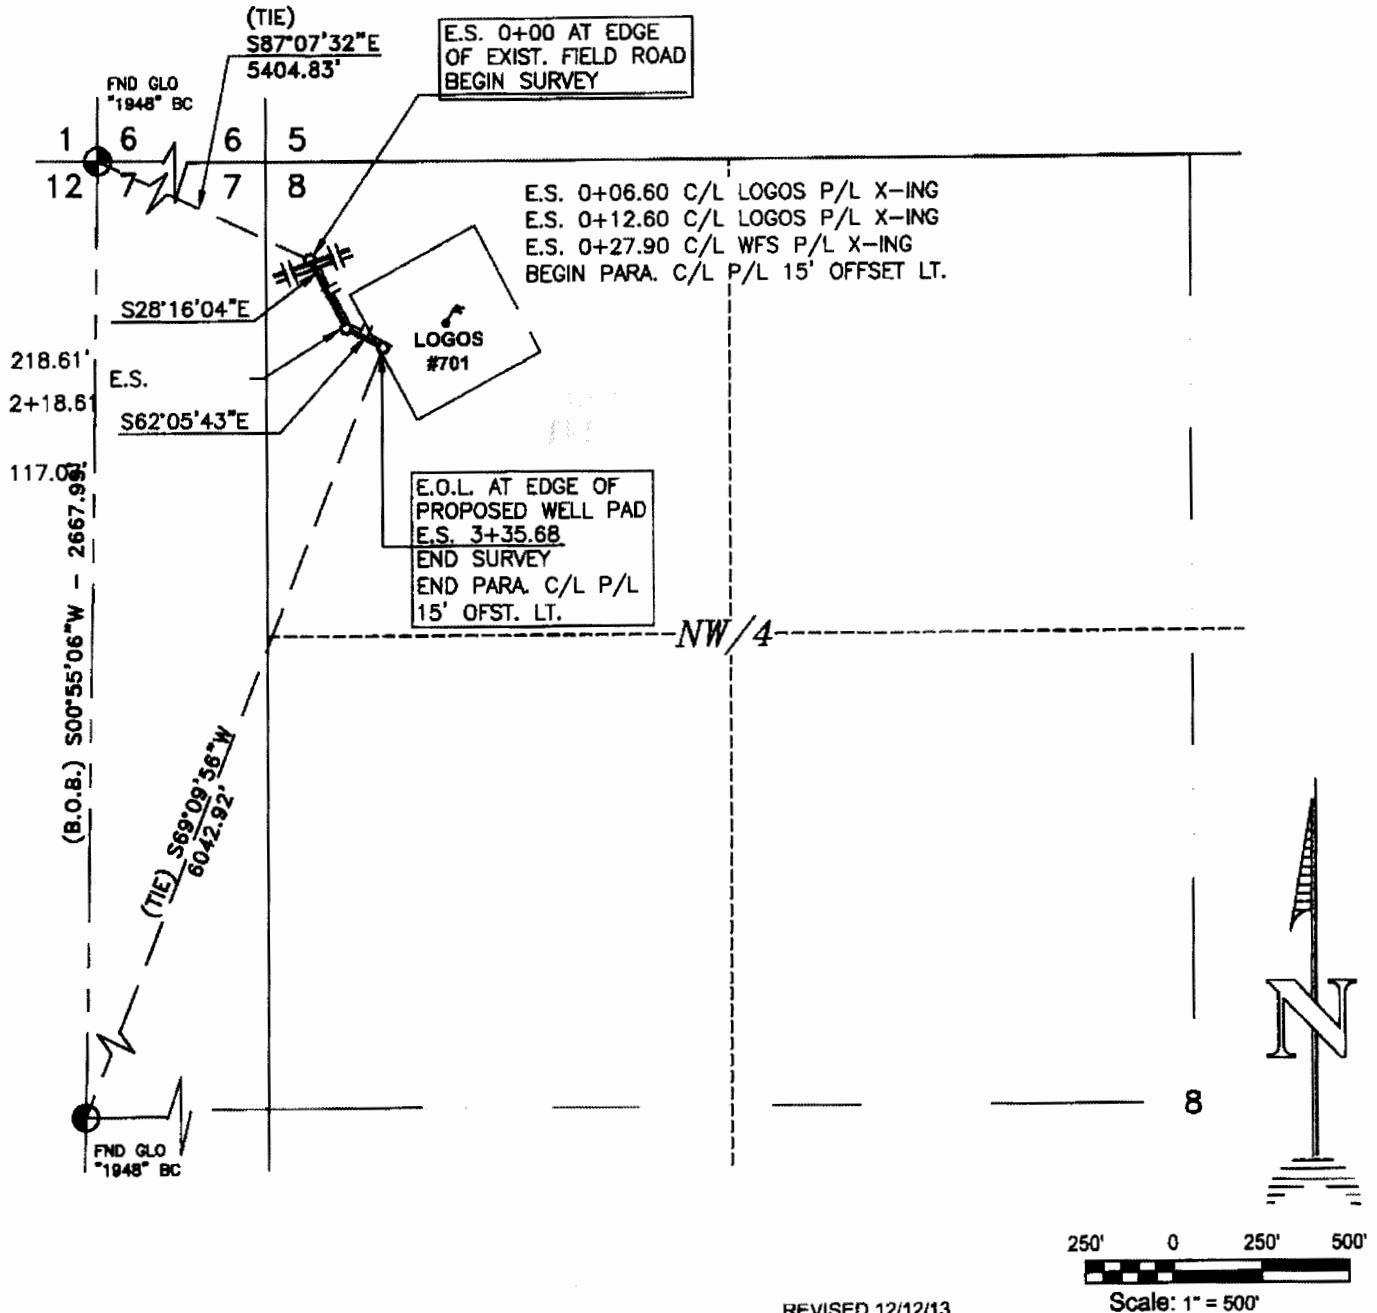 (TIE)
S87°07'32"E
5404.83'
E.S. 0+00 AT EDGE
OF EXIST. FIELD ROAD
BEGIN SURVEY
FND GLO
"1948" BC
1 6 6 5
12 7 7 8
E.S. 0+06.60 C/L LOGOS P/L X-ING
E.S. 0+12.60 C/L LOGOS P/L X-ING
E.S. 0+27.90 C/L WFS P/L X-ING
BEGIN PARA. C/L P/L 15' OFFSET LT.
S28°16'04"E
LOGOS
#701
218.61'
E.S.
2+18.61
S62°05'43"E
E.O.L. AT EDGE OF
PROPOSED WELL PAD
E.S. 3+35.68
END SURVEY
END PARA. C/L P/L
15' OFST. LT.
(B.O.B.) S00°55'06"W - 2667.99'
NW/4
(TIE) S69°09'56"W
6042.92'
N
8
FND GLO
"1948" BC
250' 0 250' 500'
Scale: 1" = 500'
REVISED 12/12/13